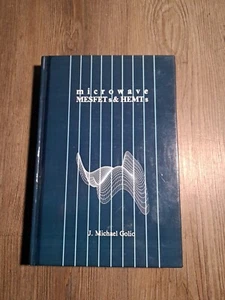 microwave
MESFETs & HEMTs
J. Michael Golio